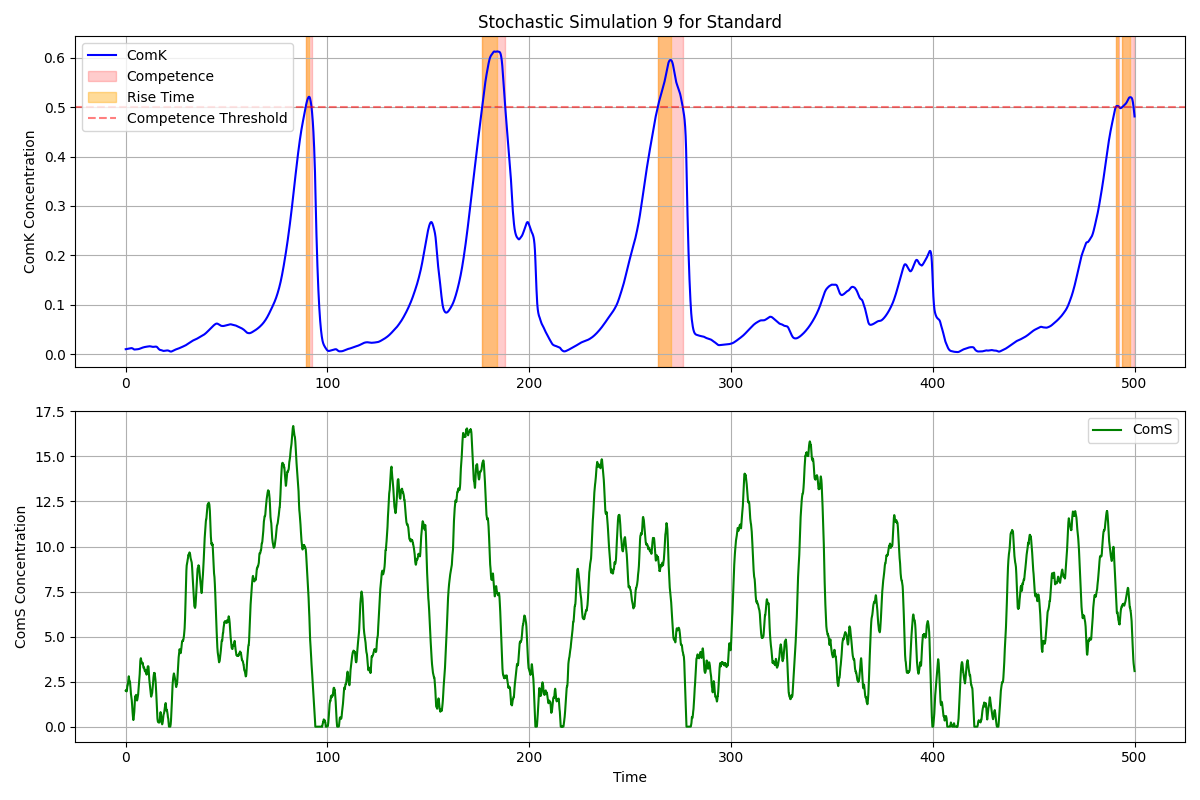 Stochastic Simulation 9 for Standard
ComK Concentration
0.6
0.5
0.4
0.3
0.2
0.1
0.0
ComK
Competence
Rise Time
Competence Threshold
0 100 200 300 400 500
ComS Concentration
17.5
15.0
12.5
10.0
7.5
5.0
2.5
0.0
ComS
0 100 200 300 400 500
Time